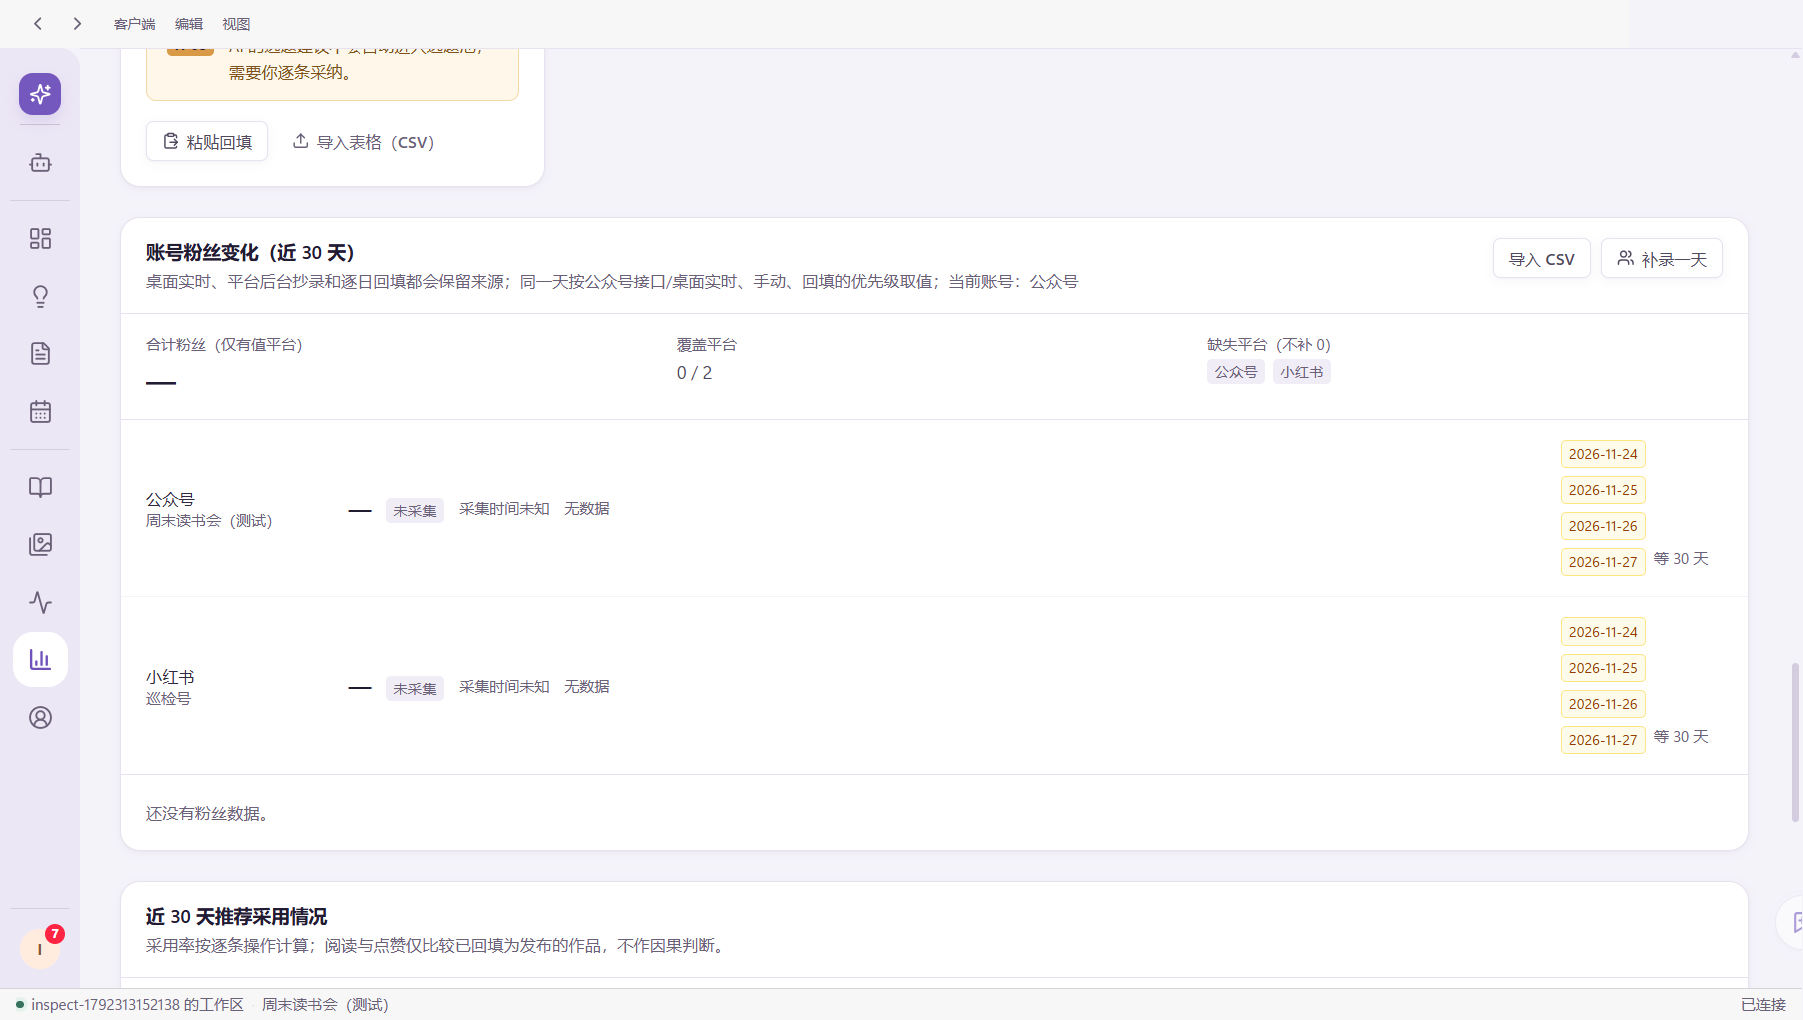 客户端 编辑 视图
需要你逐条采纳。
粘贴回填 导入表格（CSV）
账号粉丝变化（近 30 天）
桌面实时、平台后台抄录和逐日回填都会保留来源；同一天按公众号接口/桌面实时、手动、回填的优先级取值；当前账号：公众号
导入 CSV 补录一天
合计粉丝（仅有值平台） 覆盖平台 缺失平台（不补 0）
— 0 / 2 公众号 小红书
公众号
周末读书会（测试）
— 未采集 采集时间未知 无数据
2026-11-24
2026-11-25
2026-11-26
2026-11-27 等 30 天
小红书
巡检号
— 未采集 采集时间未知 无数据
2026-11-24
2026-11-25
2026-11-26
2026-11-27 等 30 天
还没有粉丝数据。
近 30 天推荐采用情况
采用率按逐条操作计算；阅读与点赞仅比较已回填为发布的作品，不作因果判断。
7
I
inspect-1792313152138 的工作区 · 周末读书会（测试） 已连接